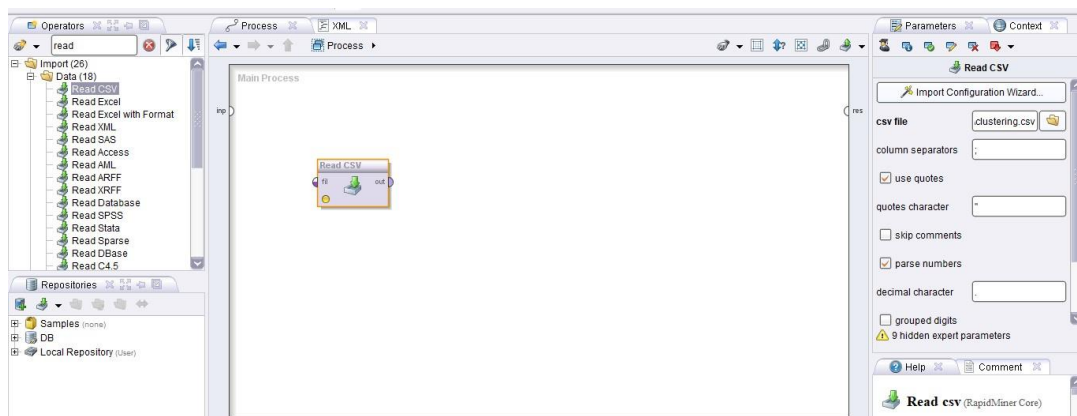 Operators
read
Import (26)
Data (18)
Read CSV
Read Excel
Read Excel with Format
Read XML
Read SAS
Read Access
Read AML
Read ARFF
Read XRFF
Read Database
Read SPSS
Read Stata
Read Sparse
Read DBase
Read C4.5
Repositories
Samples (none)
DB
Local Repository (User)
Process
XML
Process
Main Process
inp
res
Read CSV
fil
out
Parameters
Context
Read CSV
Import Configuration Wizard...
csv file
.clustering.csv
column separators
;
use quotes
quotes character
"
skip comments
parse numbers
decimal character
.
grouped digits
9 hidden expert parameters
Help
Comment
Read csv (RapidMiner Core)